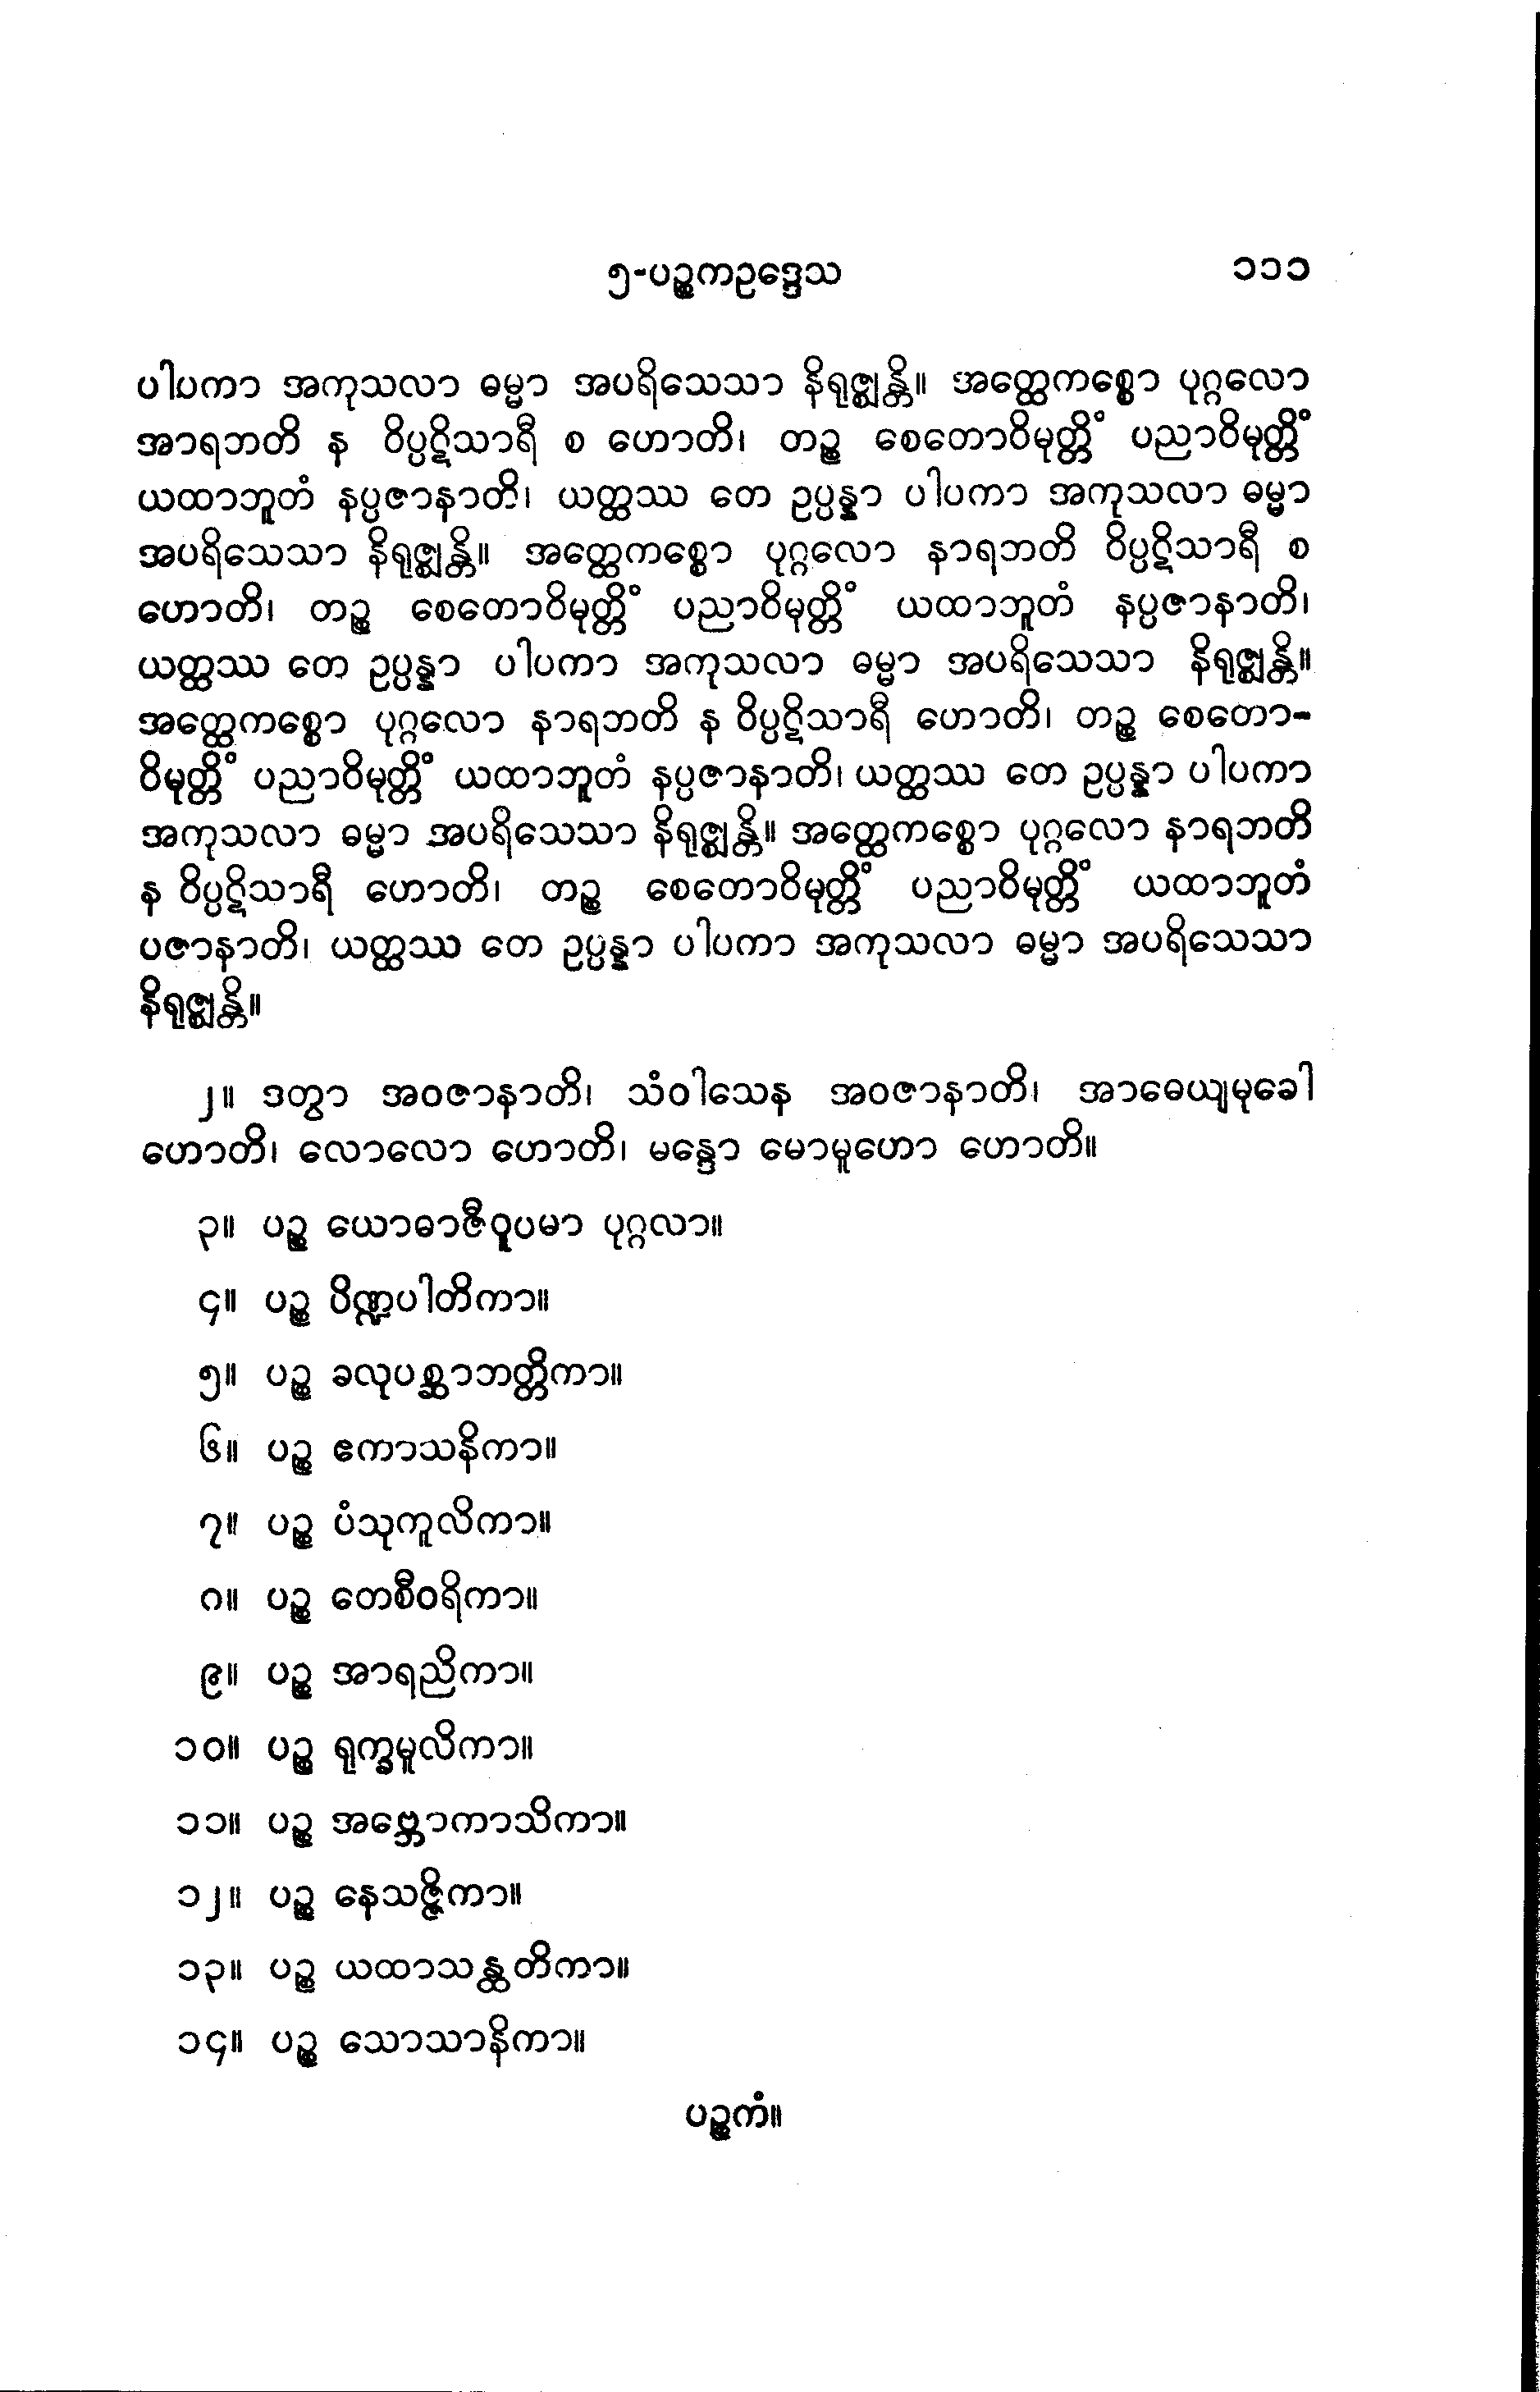 ၅-ပဉ္စကဥဒ္ဒေသ ၁၁၁
ပါပကာ အကုသလာ ဓမ္မာ အပရိသေသာ နိရုဇ္ဈန္တိ။ အတ္ထေကစ္စော ပုဂ္ဂလော
အာရဘတိ န ဝိပ္ပဋိသာရီ စ ဟောတိ၊ တဉ္စ စေတောဝိမုတ္တိံ ပညာဝိမုတ္တိံ
ယထာဘူတံ နပ္ပဇာနာတိ၊ ယတ္ထဿ တေ ဥပ္ပန္နာ ပါပကာ အကုသလာ ဓမ္မာ
အပရိသေသာ နိရုဇ္ဈန္တိ။ အတ္ထေကစ္စော ပုဂ္ဂလော နာရဘတိ ဝိပ္ပဋိသာရီ စ
ဟောတိ၊ တဉ္စ စေတောဝိမုတ္တိံ ပညာဝိမုတ္တိံ ယထာဘူတံ နပ္ပဇာနာတိ၊
ယတ္ထဿ တေ ဥပ္ပန္နာ ပါပကာ အကုသလာ ဓမ္မာ အပရိသေသာ နိရုဇ္ဈန္တိ။
အတ္ထေကစ္စော ပုဂ္ဂလော နာရဘတိ န ဝိပ္ပဋိသာရီ ဟောတိ၊ တဉ္စ စေတော-
ဝိမုတ္တိံ ပညာဝိမုတ္တိံ ယထာဘူတံ နပ္ပဇာနာတိ၊ ယတ္ထဿ တေ ဥပ္ပန္နာ ပါပကာ
အကုသလာ ဓမ္မာ အပရိသေသာ နိရုဇ္ဈန္တိ။ အတ္ထေကစ္စော ပုဂ္ဂလော နာရဘတိ
န ဝိပ္ပဋိသာရီ ဟောတိ၊ တဉ္စ စေတောဝိမုတ္တိံ ပညာဝိမုတ္တိံ ယထာဘူတံ
ပဇာနာတိ၊ ယတ္ထဿ တေ ဥပ္ပန္နာ ပါပကာ အကုသလာ ဓမ္မာ အပရိသေသာ
နိရုဇ္ဈန္တိ။
၂။ ဒတွာ အဝဇာနာတိ၊ သံဝါသေန အဝဇာနာတိ၊ အာဓေယျမုခေါ
ဟောတိ၊ လောလော ဟောတိ၊ မန္ဒော မောမူဟော ဟောတိ။
၃။ ပဉ္စ ယောဓာဇီဝူပမာ ပုဂ္ဂလာ။
၄။ ပဉ္စ ပိဏ္ဍပါတိကာ။
၅။ ပဉ္စ ခလုပစ္ဆာဘတ္တိကာ။
၆။ ပဉ္စ ဧကာသနိကာ။
၇။ ပဉ္စ ပံသုကူလိကာ။
၈။ ပဉ္စ တေစီဝရိကာ။
၉။ ပဉ္စ အာရညိကာ။
၁၀။ ပဉ္စ ရုက္ခမူလိကာ။
၁၁။ ပဉ္စ အဗ္ဘောကာသိကာ။
၁၂။ ပဉ္စ နေသဇ္ဇိကာ။
၁၃။ ပဉ္စ ယထာသန္ထတိကာ။
၁၄။ ပဉ္စ သောသာနိကာ။
ပဉ္စကံ။